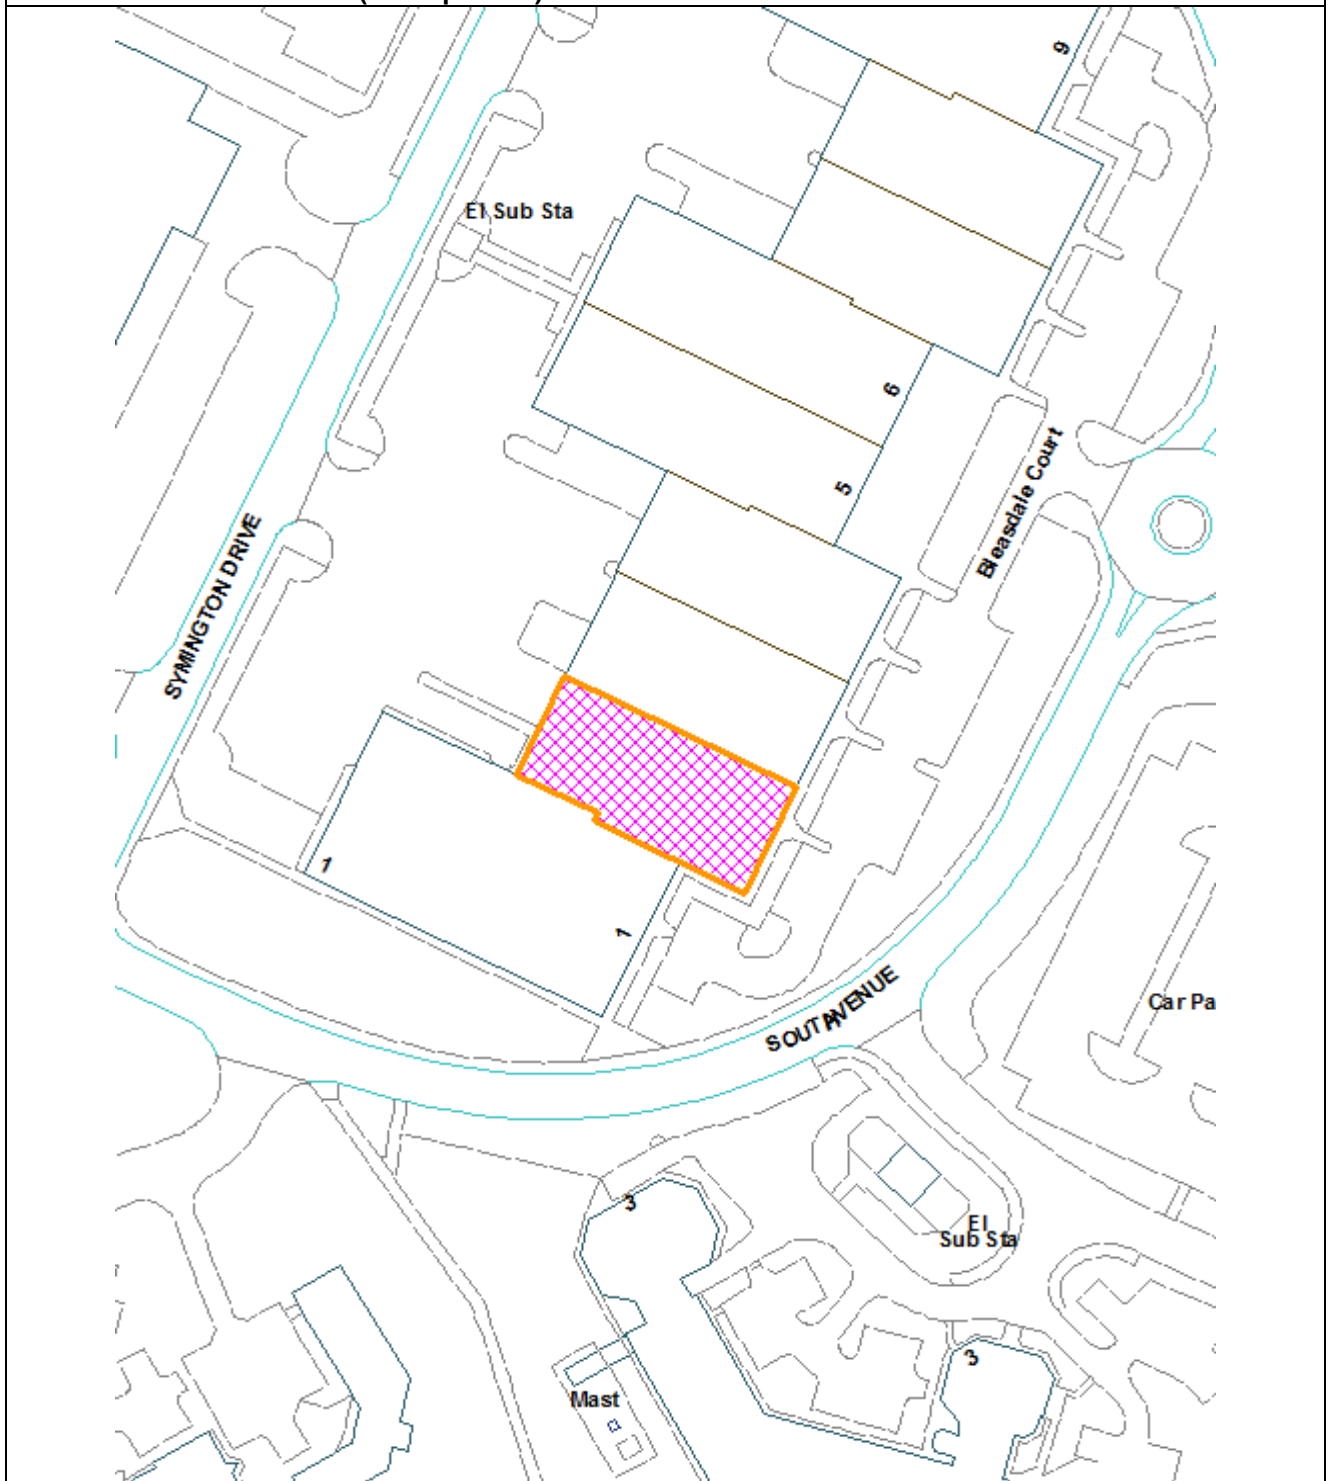 9
El Sub Sta
6
5
Bleasdale Court
SYMINGTON DRIVE
1
1
SOUTH AVENUE
Car Pa
3
El
Sub Sta
3
Mast